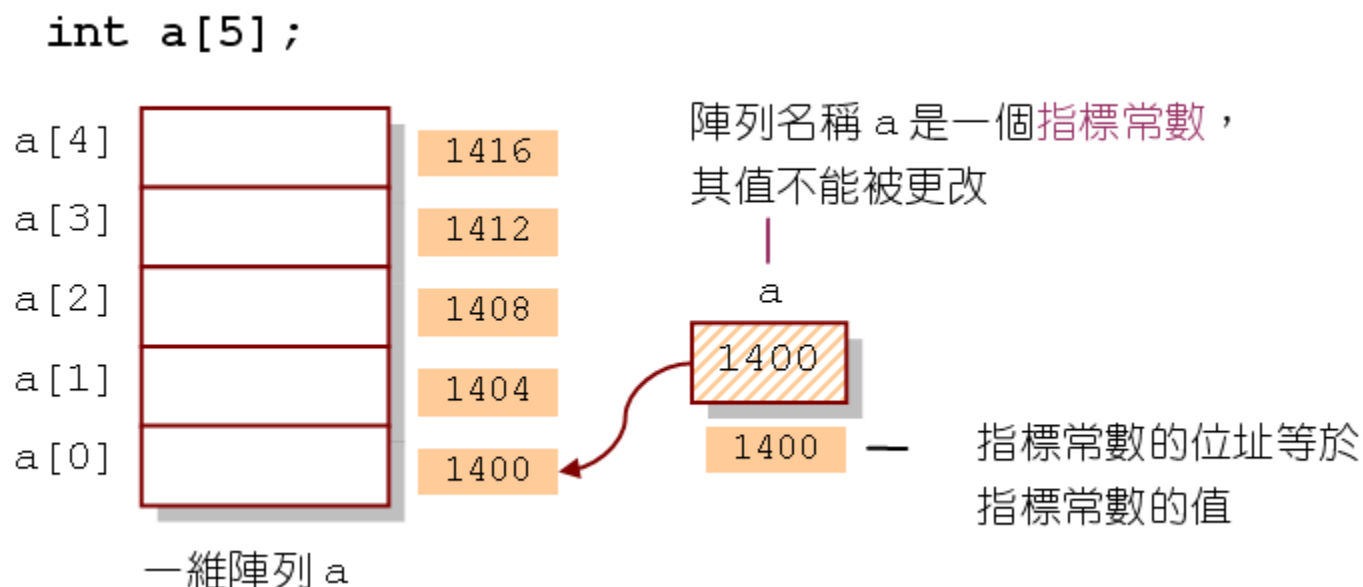 int a[5];
a[4]
1416
a[3]
1412
a[2]
1408
a[1]
1404
a[0]
1400
一維陣列 a
陣列名稱 a 是一個指標常數，
其值不能被更改
a
1400
1400
指標常數的位址等於
指標常數的值